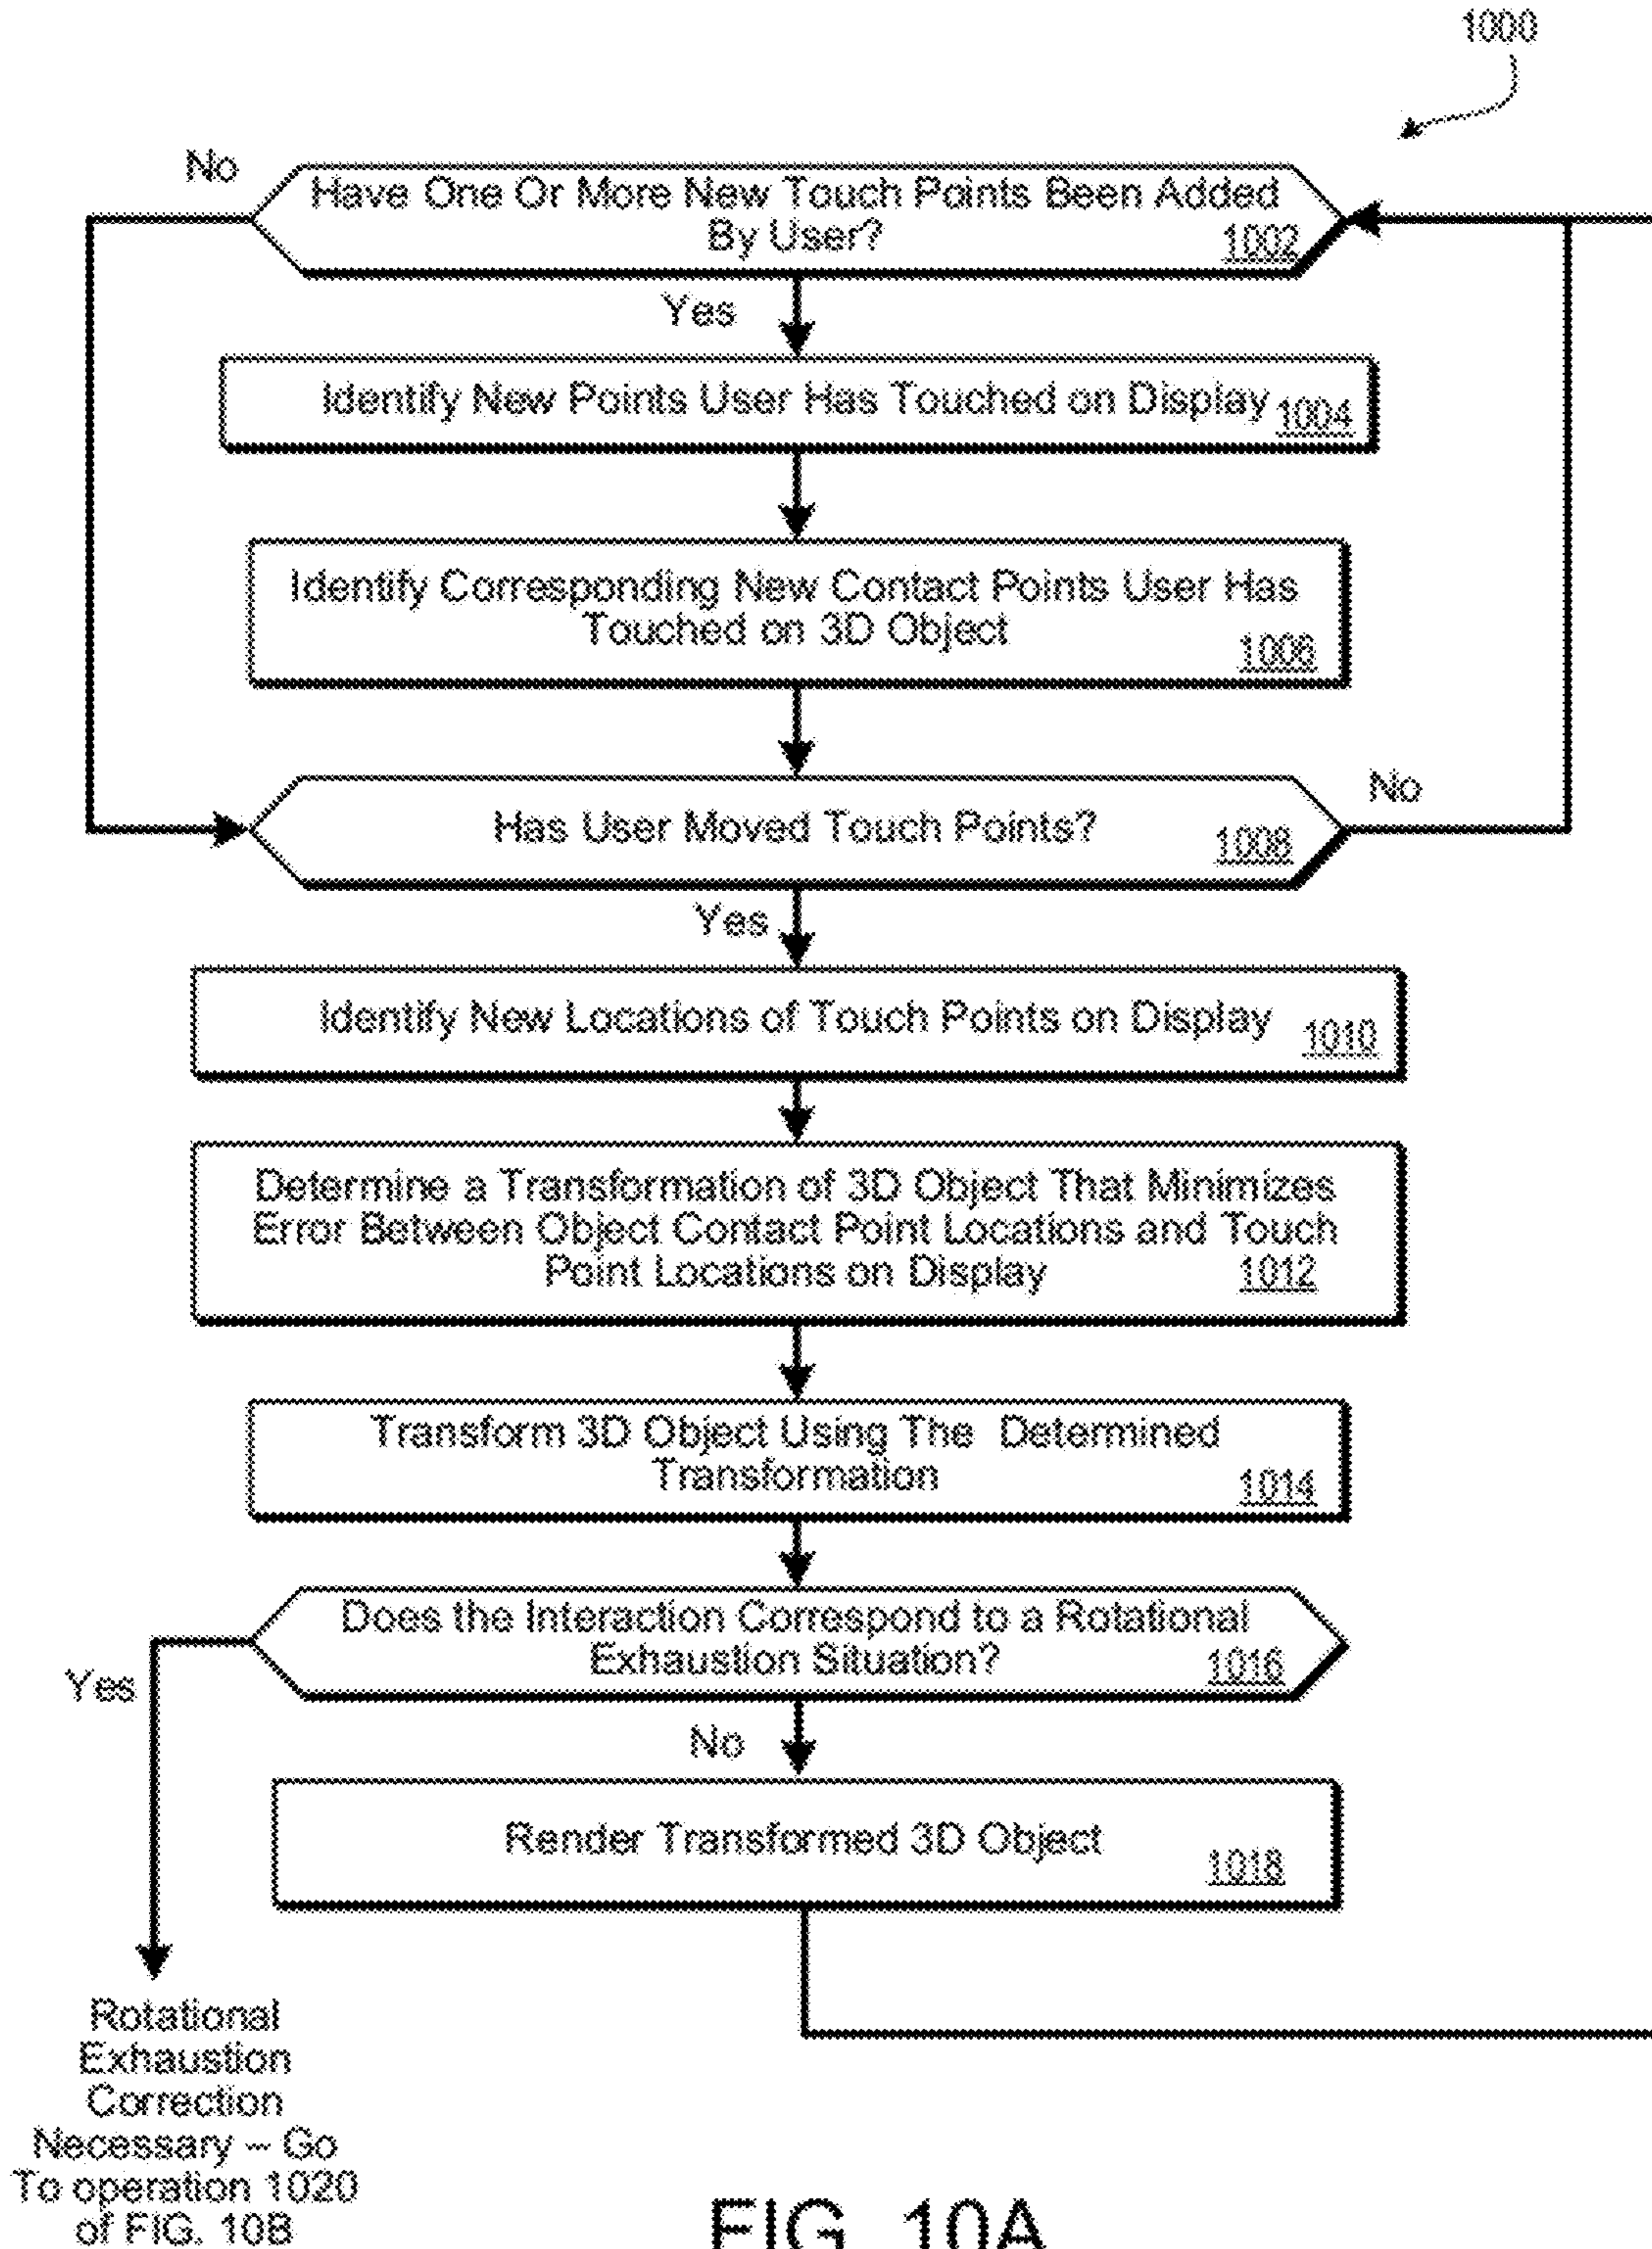 1000
No
Have One Or More New Touch Points Been Added
By User?
1002
Yes
Identify New Points User Has Touched on Display
1004
Identify Corresponding New Contact Points User Has
Touched on 3D Object
1006
Has User Moved Touch Points?
1008
No
Yes
Identify New Locations of Touch Points on Display
1010
Determine a Transformation of 3D Object That Minimizes
Error Between Object Contact Point Locations and Touch
Point Locations on Display
1012
Transform 3D Object Using The Determined
Transformation
1014
Does the Interaction Correspond to a Rotational
Exhaustion Situation?
1016
Yes
No
Render Transformed 3D Object
1018
Rotational
Exhaustion
Correction
Necessary – Go
To operation 1020
of FIG. 10B
FIG. 10A